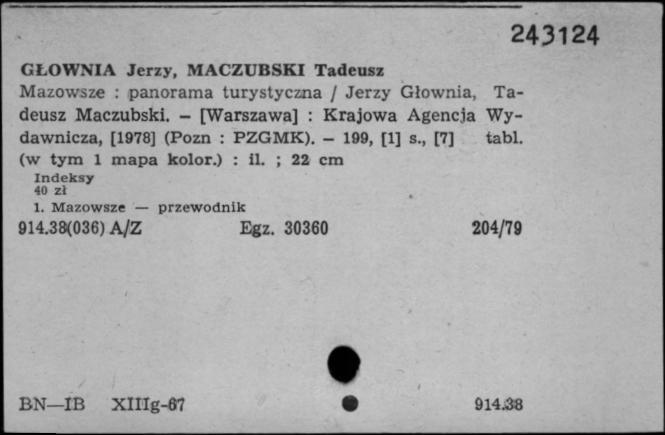 243124
GŁOWNIA Jerzy, MACZUBSKI Tadeusz
Mazowsze : panorama turystyczna / Jerzy Głownia, Ta-
deusz Maczubski. — [Warszawa] : Krajowa Agencja Wy-
dawnicza, [1978] (Pozn : PZGMK). — 199, [1] s., [7] tabl.
(w tym 1 mapa kolor.) : il. ; 22 cm
Indeksy
40 zł
1. Mazowsze — przewodnik
914.38(036) A/Z Egz. 30360 204/79
BN—IB XIIIg-67 914.38